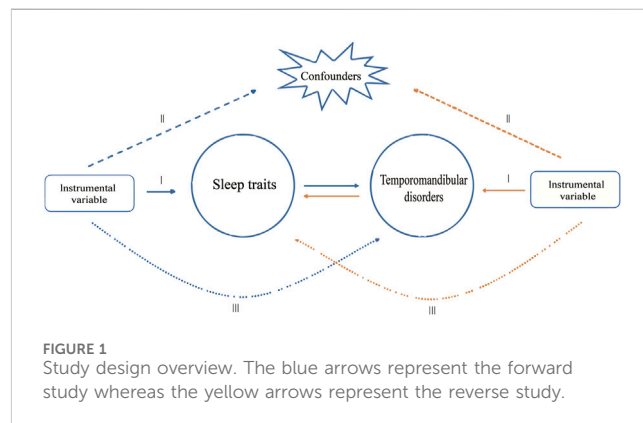 Confounders
II
II
I
I
Instrumental
variable
Sleep traits
Temporomandibular
disorders
Instrumental
variable
III
III
FIGURE 1
Study design overview. The blue arrows represent the forward
study whereas the yellow arrows represent the reverse study.